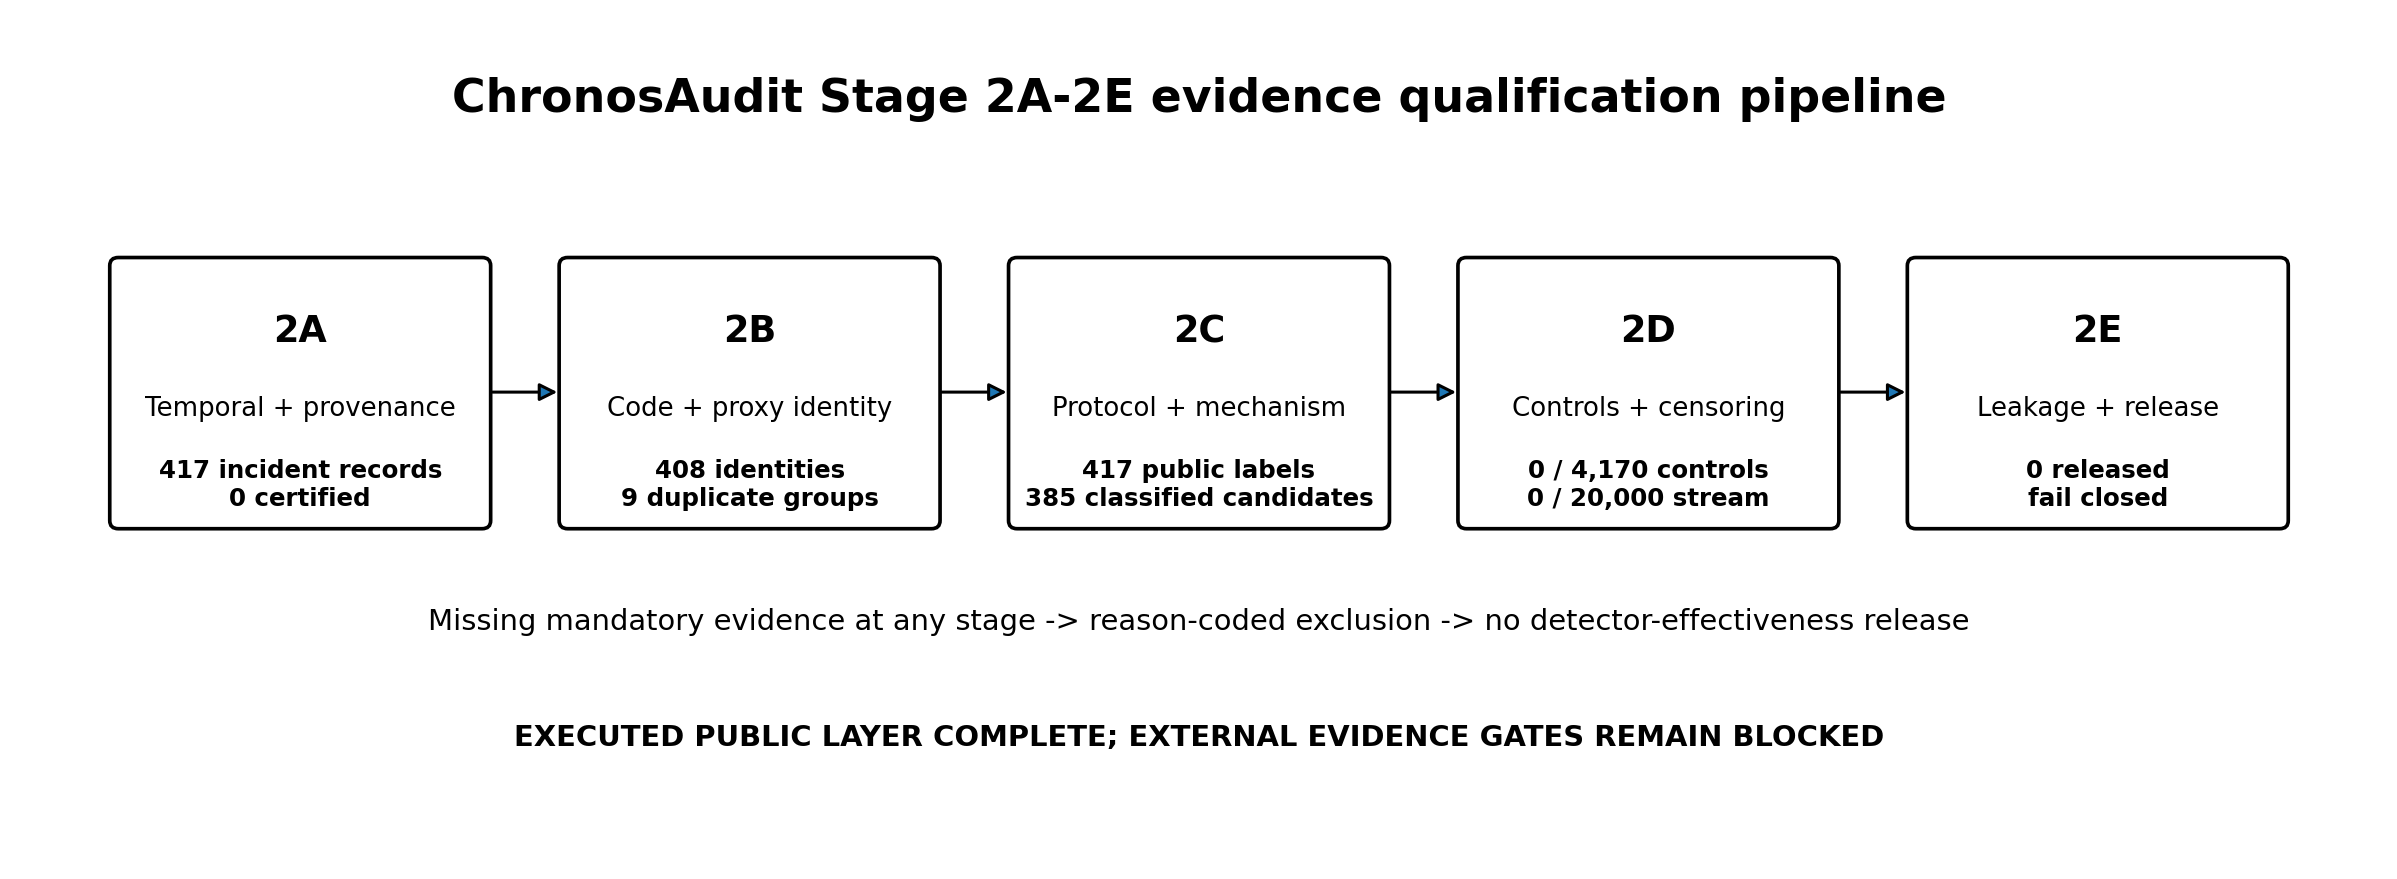 ChronosAudit Stage 2A-2E evidence qualification pipeline
2A
Temporal + provenance
417 incident records
0 certified
2B
Code + proxy identity
408 identities
9 duplicate groups
2C
Protocol + mechanism
417 public labels
385 classified candidates
2D
Controls + censoring
0 / 4,170 controls
0 / 20,000 stream
2E
Leakage + release
0 released
fail closed
Missing mandatory evidence at any stage -> reason-coded exclusion -> no detector-effectiveness release
EXECUTED PUBLIC LAYER COMPLETE; EXTERNAL EVIDENCE GATES REMAIN BLOCKED